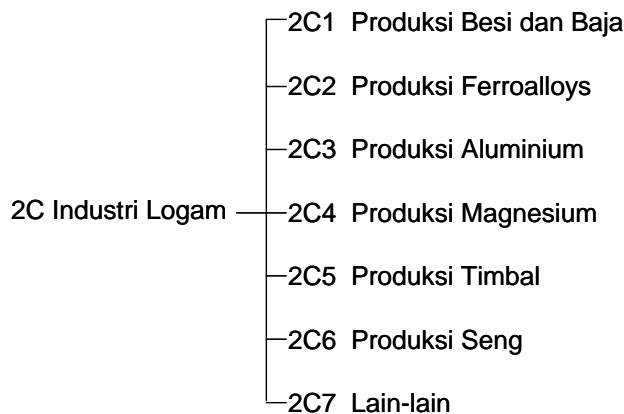 2C1 Produksi Besi dan Baja
2C2 Produksi Ferroalloys
2C3 Produksi Aluminium
2C Industri Logam
2C4 Produksi Magnesium
2C5 Produksi Timbal
2C6 Produksi Seng
2C7 Lain-lain